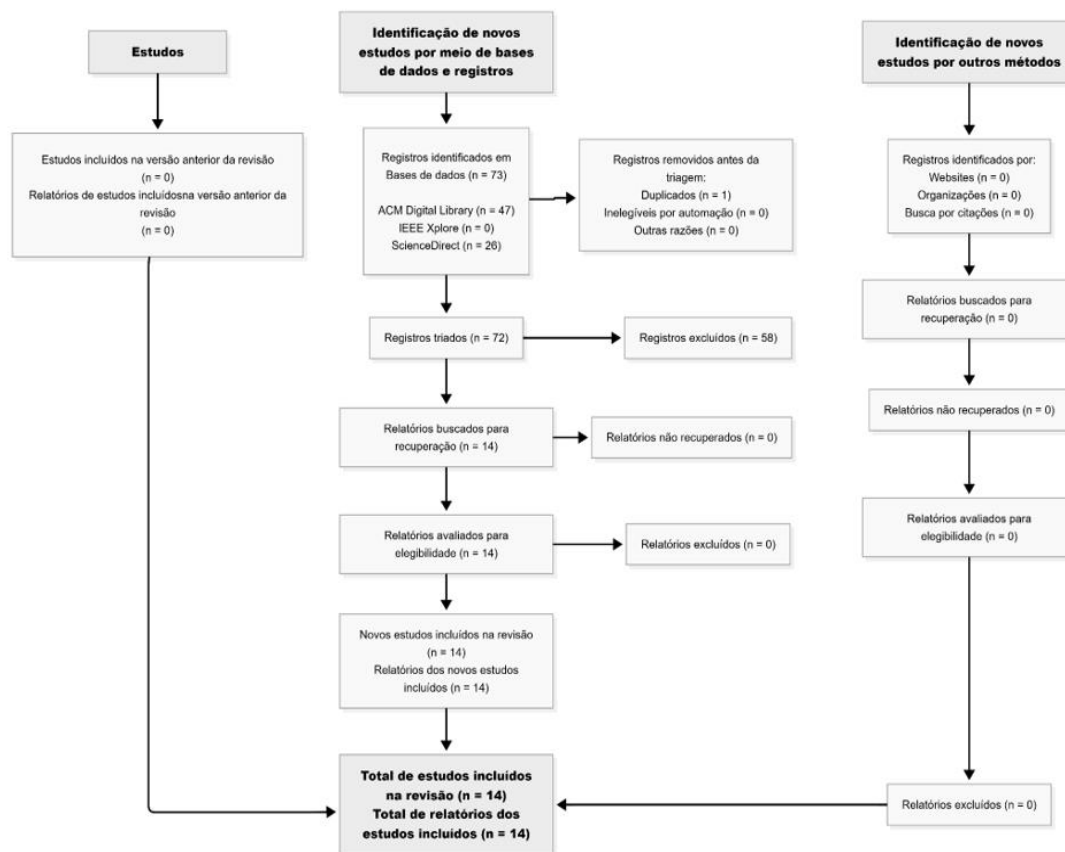 Estudos
Estudos incluídos na versão anterior da revisão
(n = 0)
Relatórios de estudos incluídosna versão anterior da
revisão
(n = 0)
Identificação de novos
estudos por meio de bases
de dados e registros
Registros identificados em
Bases de dados (n = 73)
ACM Digital Library (n = 47)
IEEE Xplore (n = 0)
ScienceDirect (n = 26)
Registros removidos antes da
triagem:
Duplicados (n = 1)
Inelegíveis por automação (n = 0)
Outras razões (n = 0)
Registros triados (n = 72)
Registros excluídos (n = 58)
Relatórios buscados para
recuperação (n = 14)
Relatórios não recuperados (n = 0)
Relatórios avaliados para
elegibilidade (n = 14)
Relatórios excluídos (n = 0)
Novos estudos incluídos na revisão
(n = 14)
Relatórios dos novos estudos
incluídos (n = 14)
Identificação de novos
estudos por outros métodos
Registros identificados por:
Websites (n = 0)
Organizações (n = 0)
Busca por citações (n = 0)
Relatórios buscados para
recuperação (n = 0)
Relatórios não recuperados (n = 0)
Relatórios avaliados para
elegibilidade (n = 0)
Relatórios excluídos (n = 0)
Total de estudos incluídos
na revisão (n = 14)
Total de relatórios dos
estudos incluídos (n = 14)